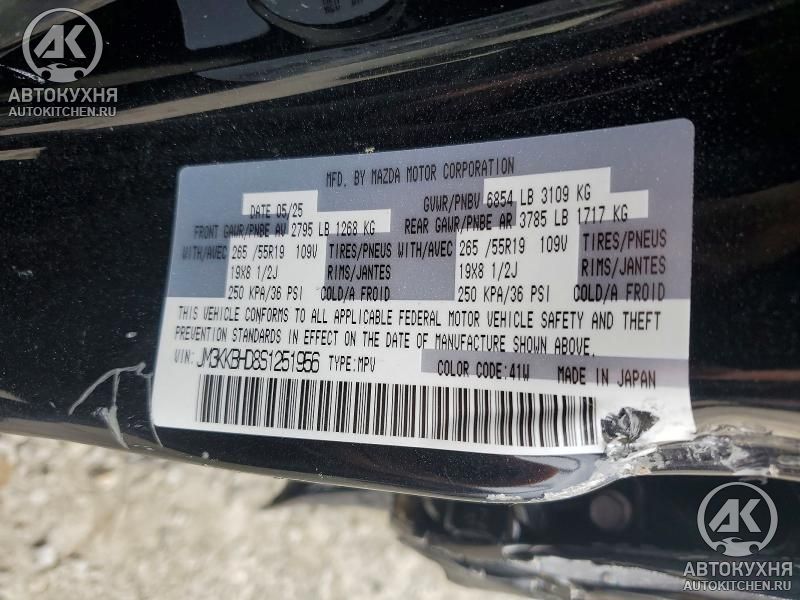 АК
АВТОКУХНЯ
AUTOKITCHEN.RU
MFD. BY MAZDA MOTOR CORPORATION
DATE 05/25 GVWR/PNBV 6854 LB 3109 KG
FRONT GAWR/PNBE AV 2795 LB 1268 KG REAR GAWR/PNBE AR 3785 LB 1717 KG
WITH/AVEC 265 /55R19 109V TIRES/PNEUS WITH/AVEC 265 /55R19 109V TIRES/PNEUS
19X8 1/2J RIMS/JANTES 19X8 1/2J RIMS/JANTES
250 KPA/36 PSI COLD/A FROID 250 KPA/36 PSI COLD/A FROID
THIS VEHICLE CONFORMS TO ALL APPLICABLE FEDERAL MOTOR VEHICLE SAFETY AND THEFT
PREVENTION STANDARDS IN EFFECT ON THE DATE OF MANUFACTURE SHOWN ABOVE.
VIN: JM3KKBHD8S1251956 TYPE:MPV COLOR CODE:41W MADE IN JAPAN
АК
АВТОКУХНЯ
AUTOKITCHEN.RU